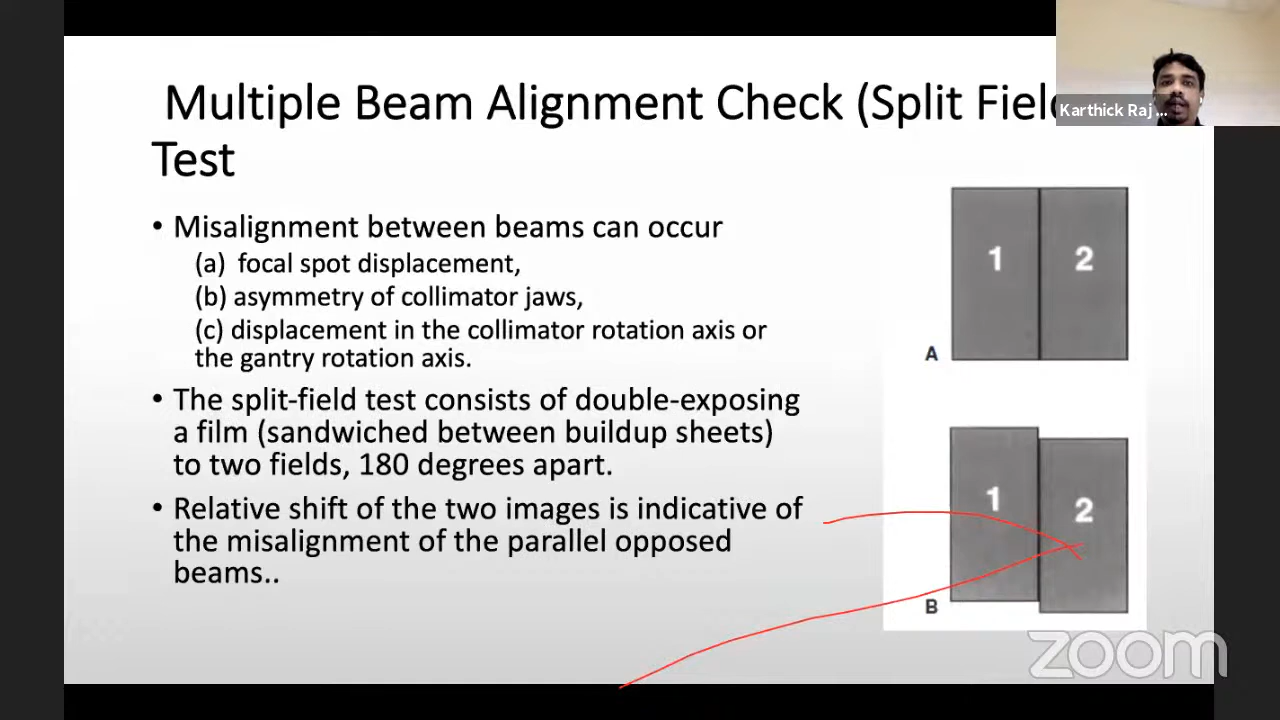 Multiple Beam Alignment Check (Split Field
Test
Karthick Raj ...
• Misalignment between beams can occur
(a) focal spot displacement,
(b) asymmetry of collimator jaws,
(c) displacement in the collimator rotation axis or
the gantry rotation axis.
• The split-field test consists of double-exposing
a film (sandwiched between buildup sheets)
to two fields, 180 degrees apart.
• Relative shift of the two images is indicative of
the misalignment of the parallel opposed
beams..
1 2
A
1 2
B
zoom